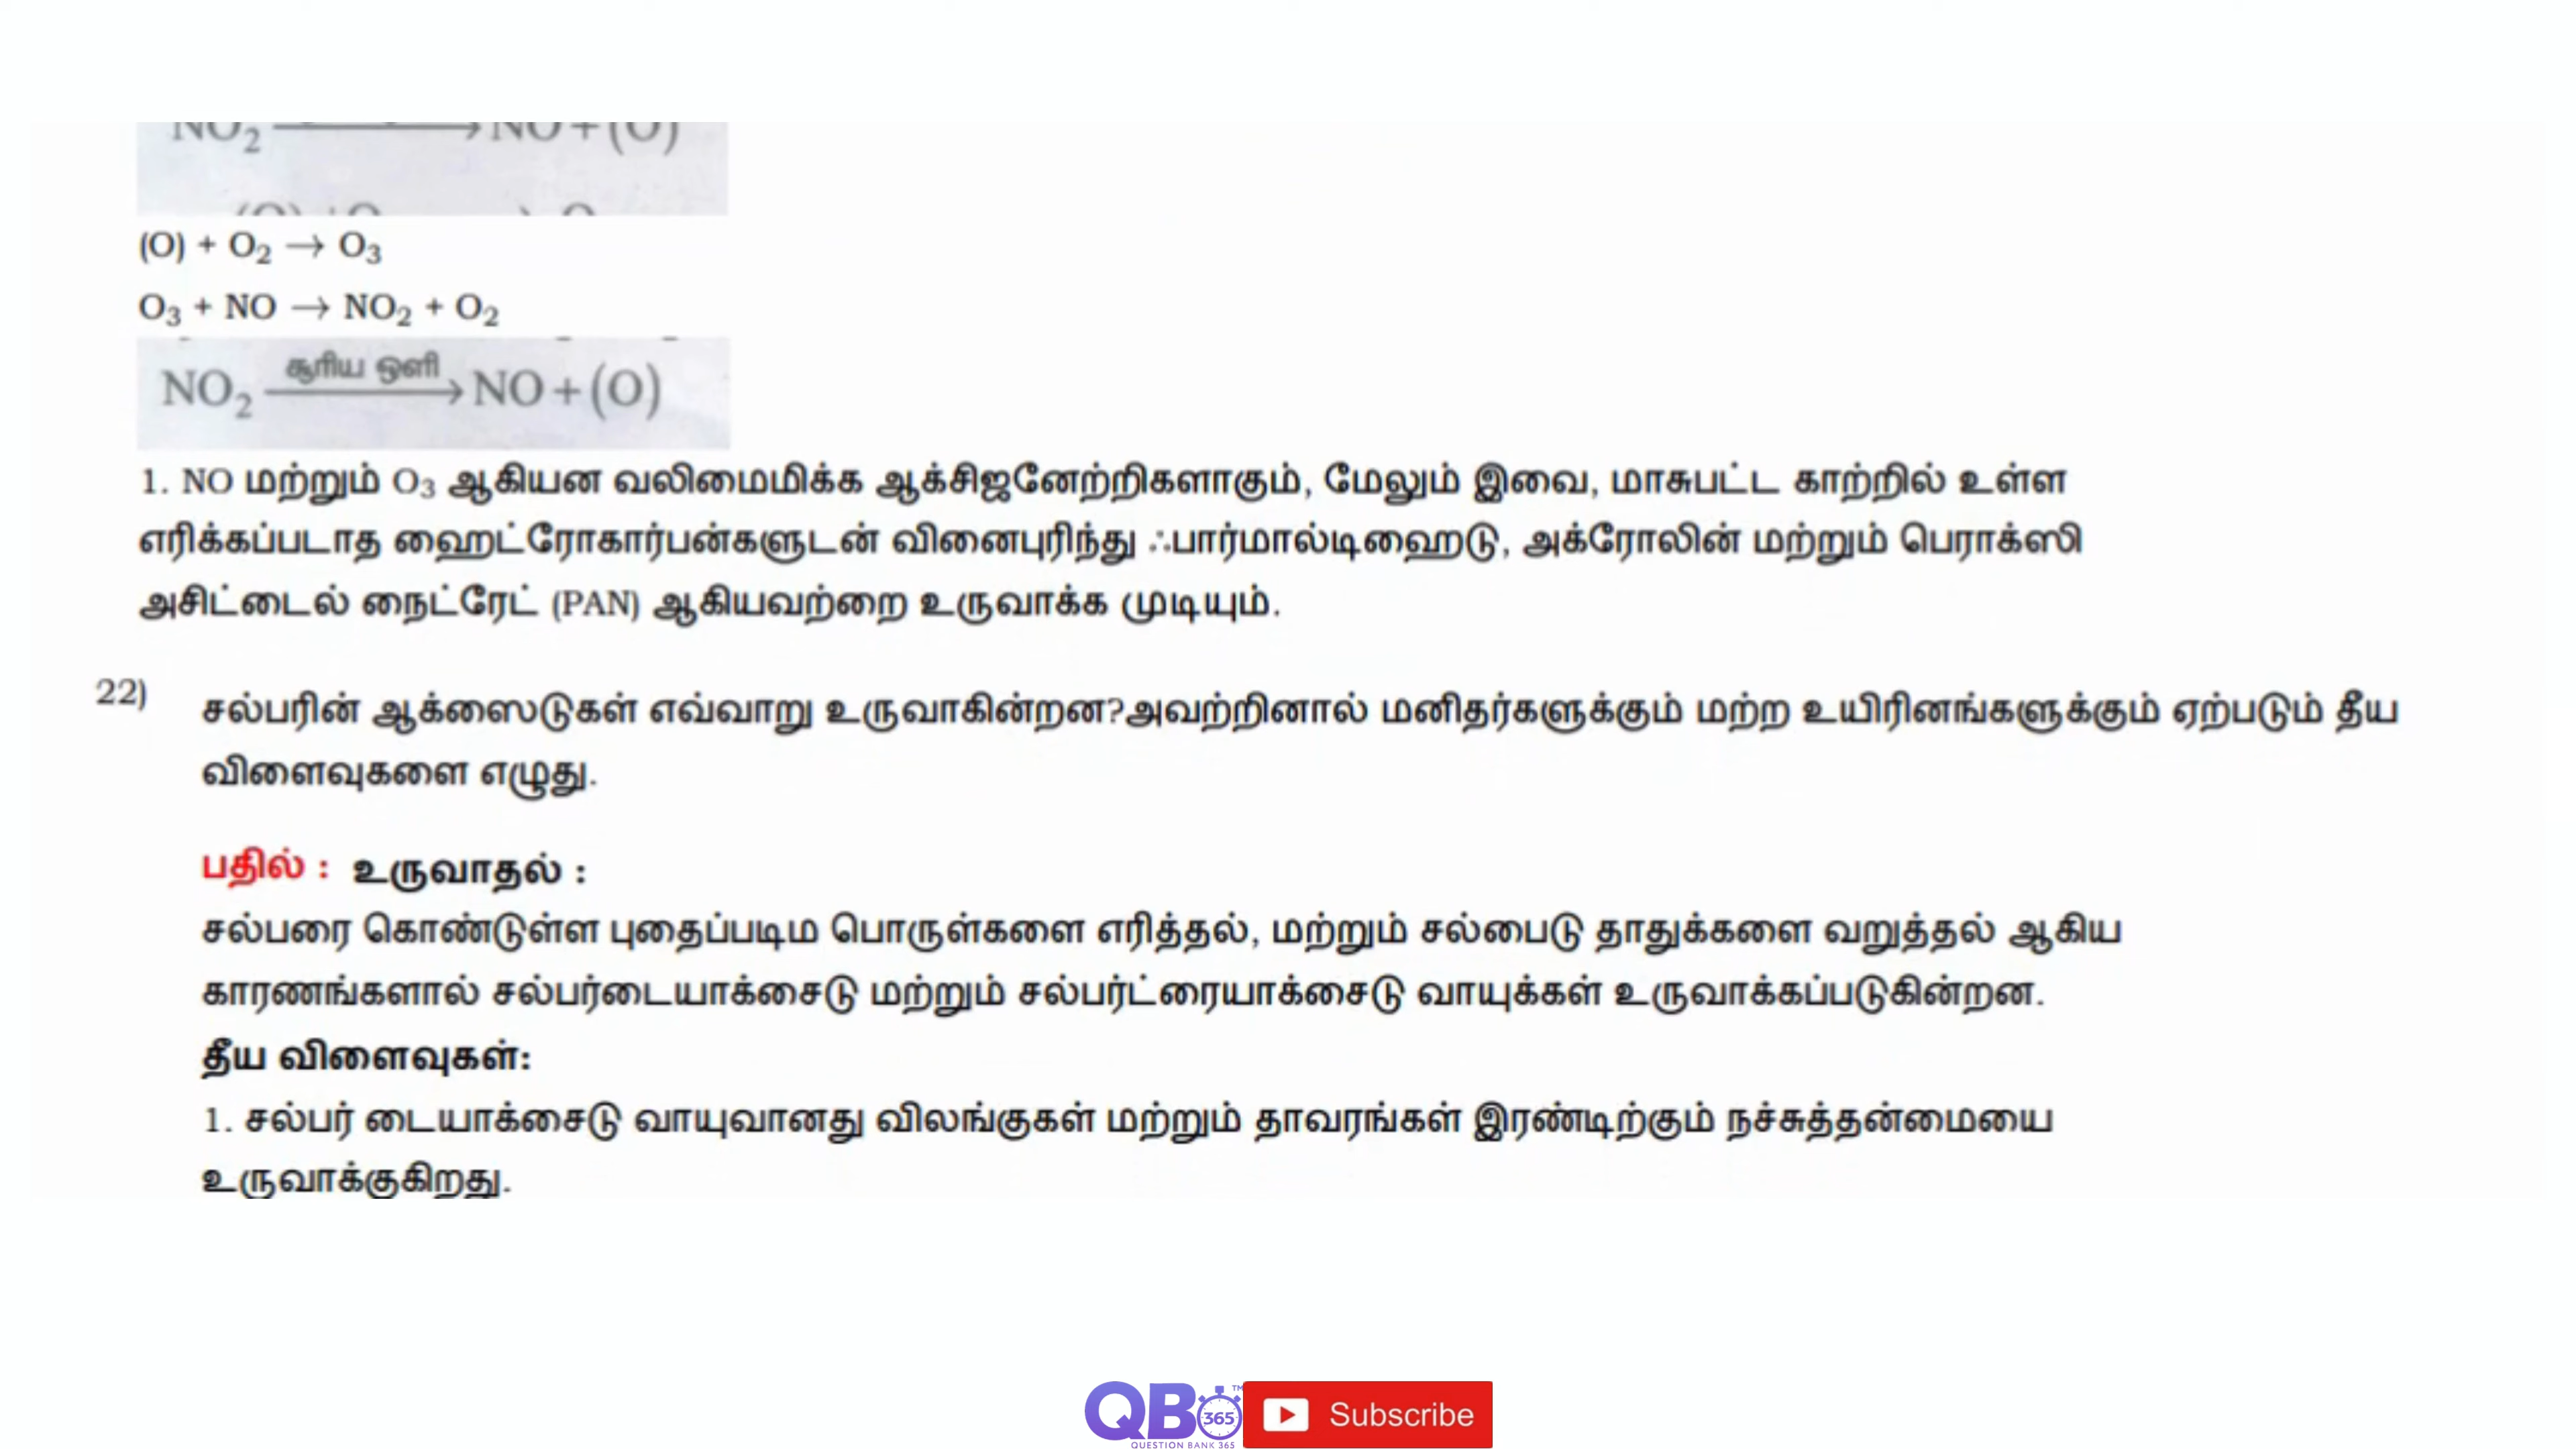 NO₂ → NO + (O)
(O) + O₂ → O₃
O₃ + NO → NO₂ + O₂
NO₂ சூரிய ஒளி → NO + (O)
1. NO மற்றும் O₃ ஆகியன வலிமைமிக்க ஆக்சிஜனேற்றிகளாகும், மேலும் இவை, மாசுபட்ட காற்றில் உள்ள
எரிக்கப்படாத ஹைட்ரோகார்பன்களுடன் வினைபுரிந்து ஃபார்மால்டிஹைடு, அக்ரோலின் மற்றும் பெராக்ஸி
அசிட்டைல் நைட்ரேட் (PAN) ஆகியவற்றை உருவாக்க முடியும்.
22) சல்பரின் ஆக்ஸைடுகள் எவ்வாறு உருவாகின்றன?அவற்றினால் மனிதர்களுக்கும் மற்ற உயிரினங்களுக்கும் ஏற்படும் தீய
விளைவுகளை எழுது.
பதில் : உருவாதல் :
சல்பரை கொண்டுள்ள புதைப்படிம பொருள்களை எரித்தல், மற்றும் சல்பைடு தாதுக்களை வறுத்தல் ஆகிய
காரணங்களால் சல்பர்டையாக்சைடு மற்றும் சல்பர்ட்ரையாக்சைடு வாயுக்கள் உருவாக்கப்படுகின்றன.
தீய விளைவுகள்:
1. சல்பர் டையாக்சைடு வாயுவானது விலங்குகள் மற்றும் தாவரங்கள் இரண்டிற்கும் நச்சுத்தன்மையை
உருவாக்குகிறது.
QB 365 ™ Subscribe
QUESTION BANK 365